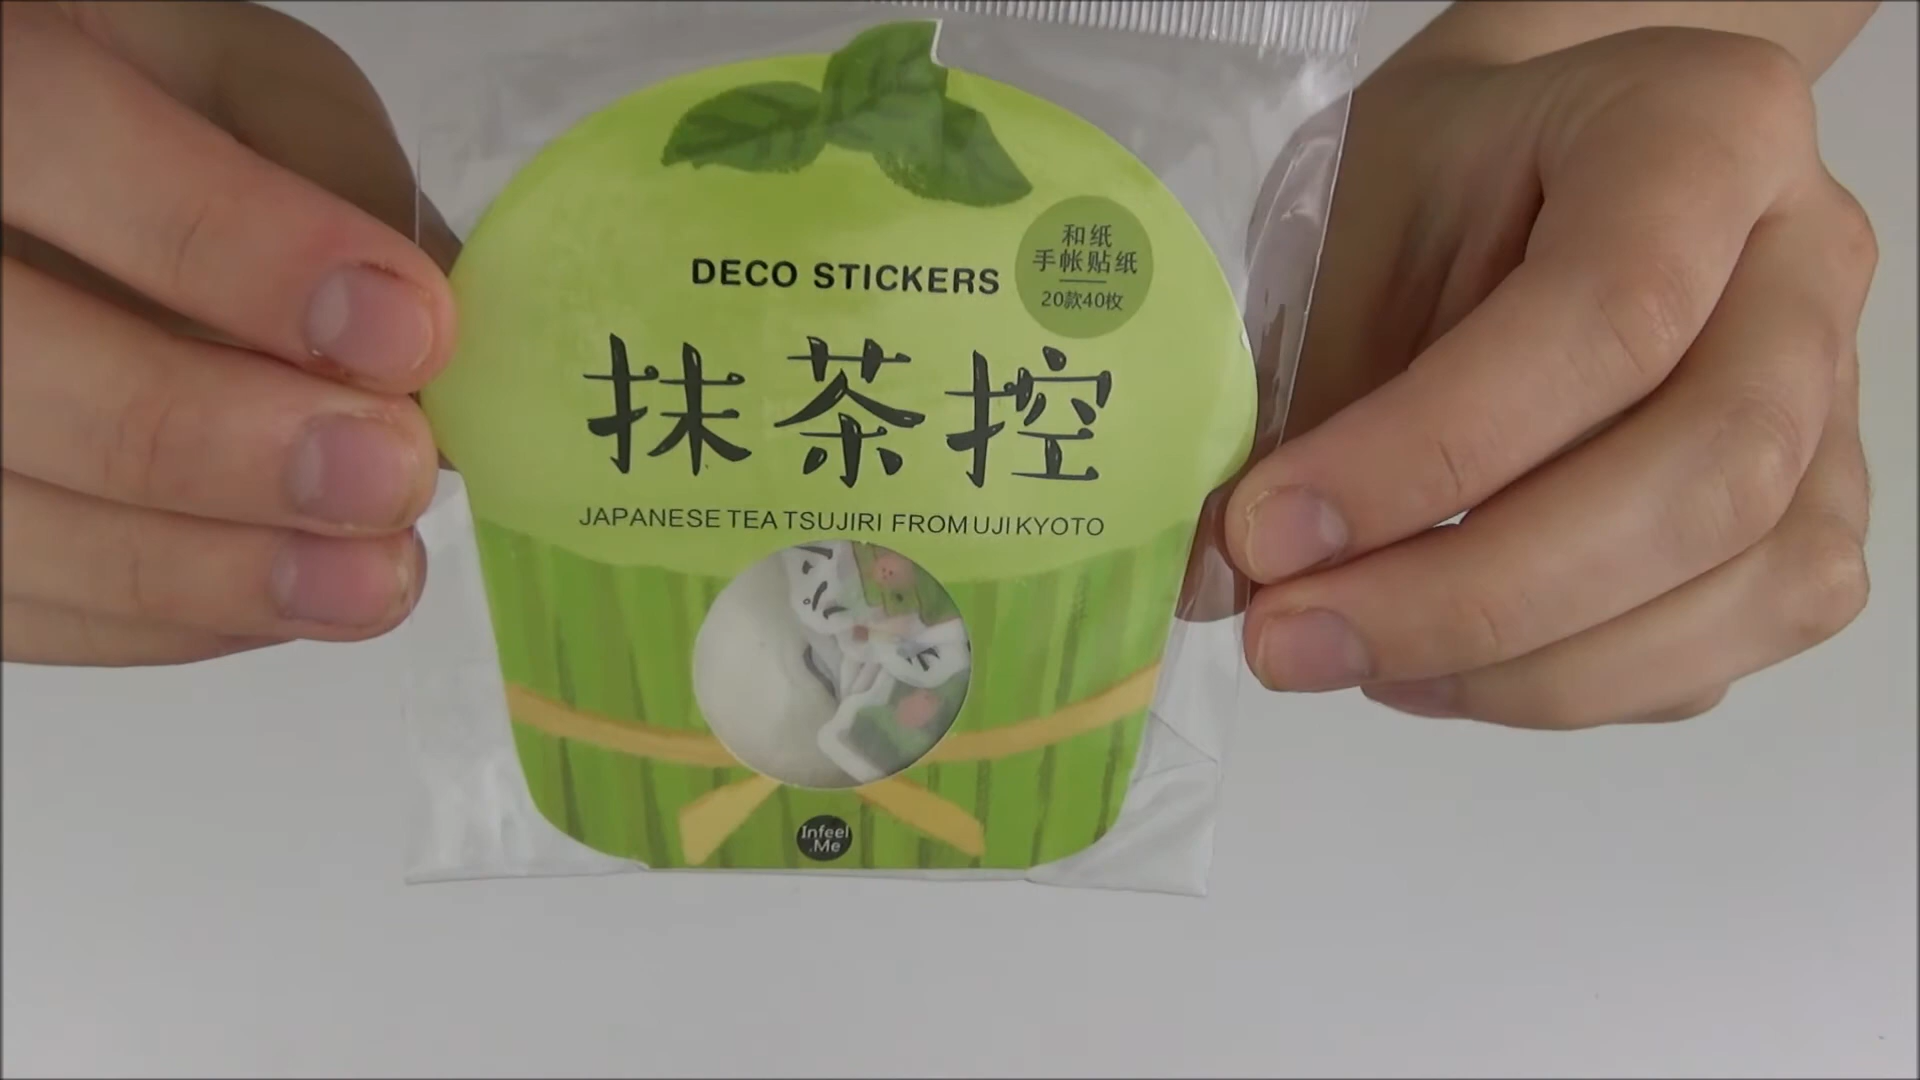 DECO STICKERS
和纸
手帐贴纸
20款40枚
抹茶控
JAPANESE TEA TSUJIRI FROM UJI KYOTO
Infeel
.Me